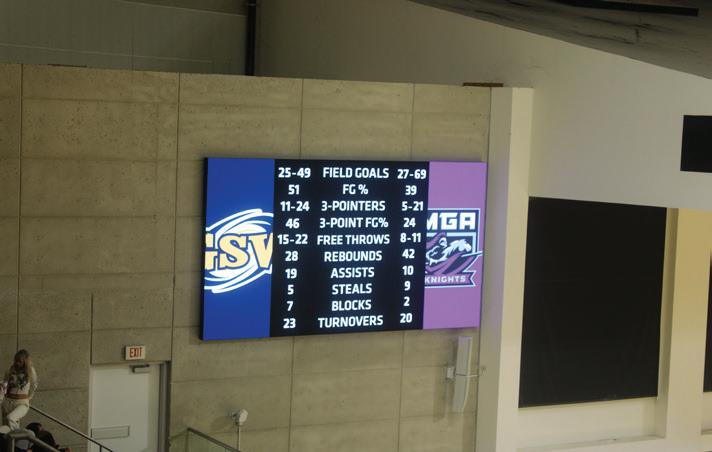 25-49 FIELD GOALS 27-69
51 FG % 39
11-24 3-POINTERS 5-21
46 3-POINT FG% 24
15-22 FREE THROWS 8-11
28 REBOUNDS 42
19 ASSISTS 10
5 STEALS 9
7 BLOCKS 2
23 TURNOVERS 20
GSW
MGA
KNIGHTS
EXIT